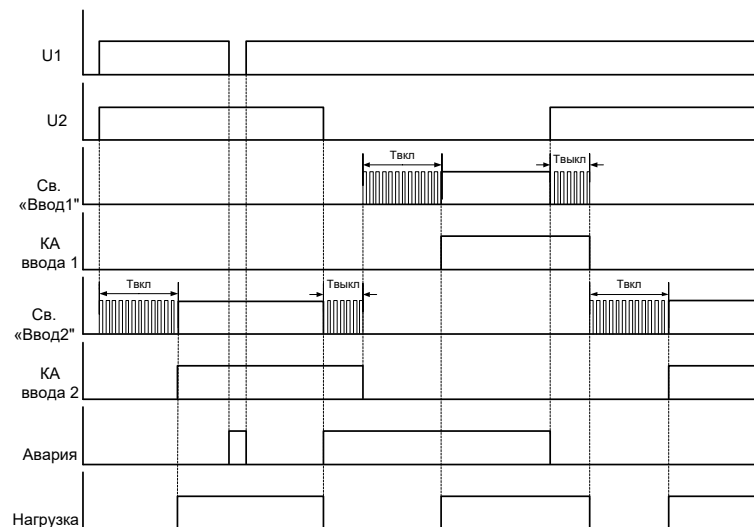 U1
U2
Твкл
Твыкл
Св.
«Ввод1"
КА
ввода 1
Твкл
Твыкл
Твкл
Св.
«Ввод2"
КА
ввода 2
Авария
Нагрузка